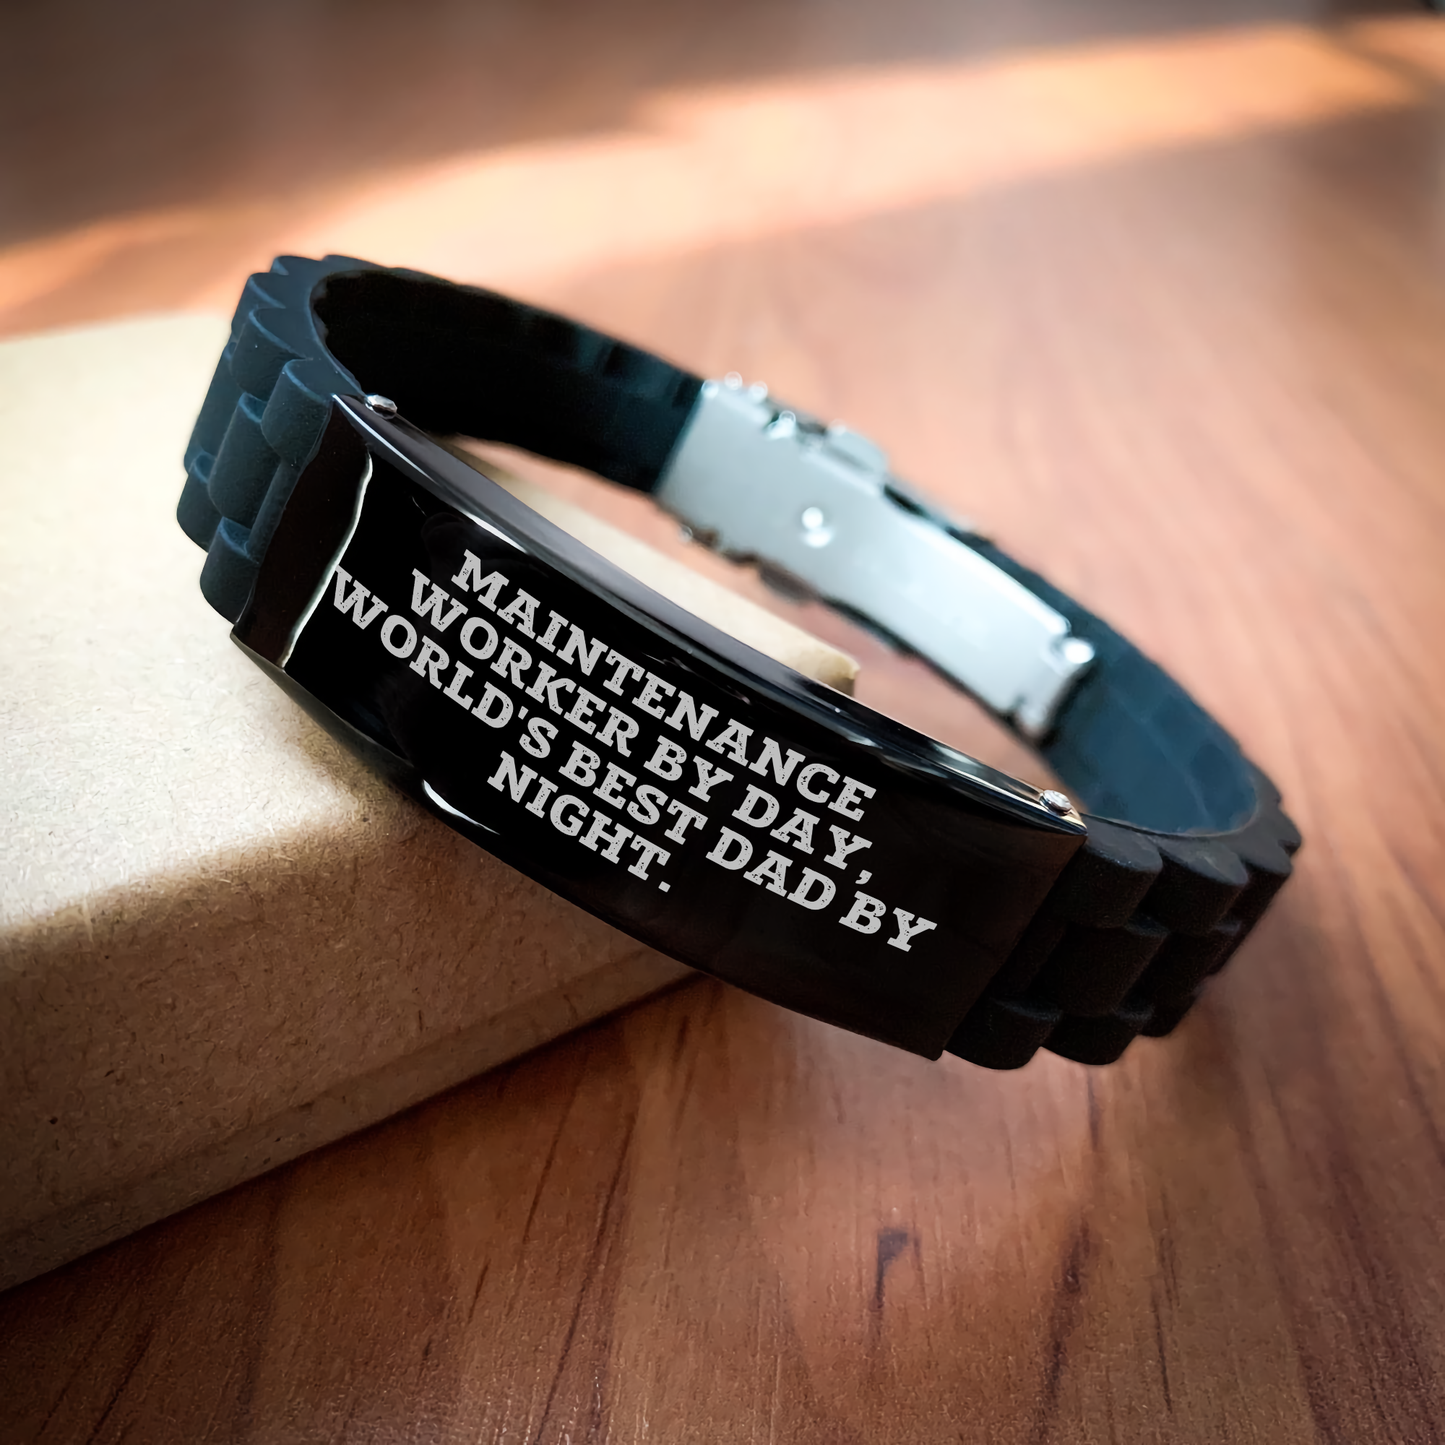 MAINTENANCE
WORKER BY DAY,
WORLD'S BEST DAD BY
NIGHT.